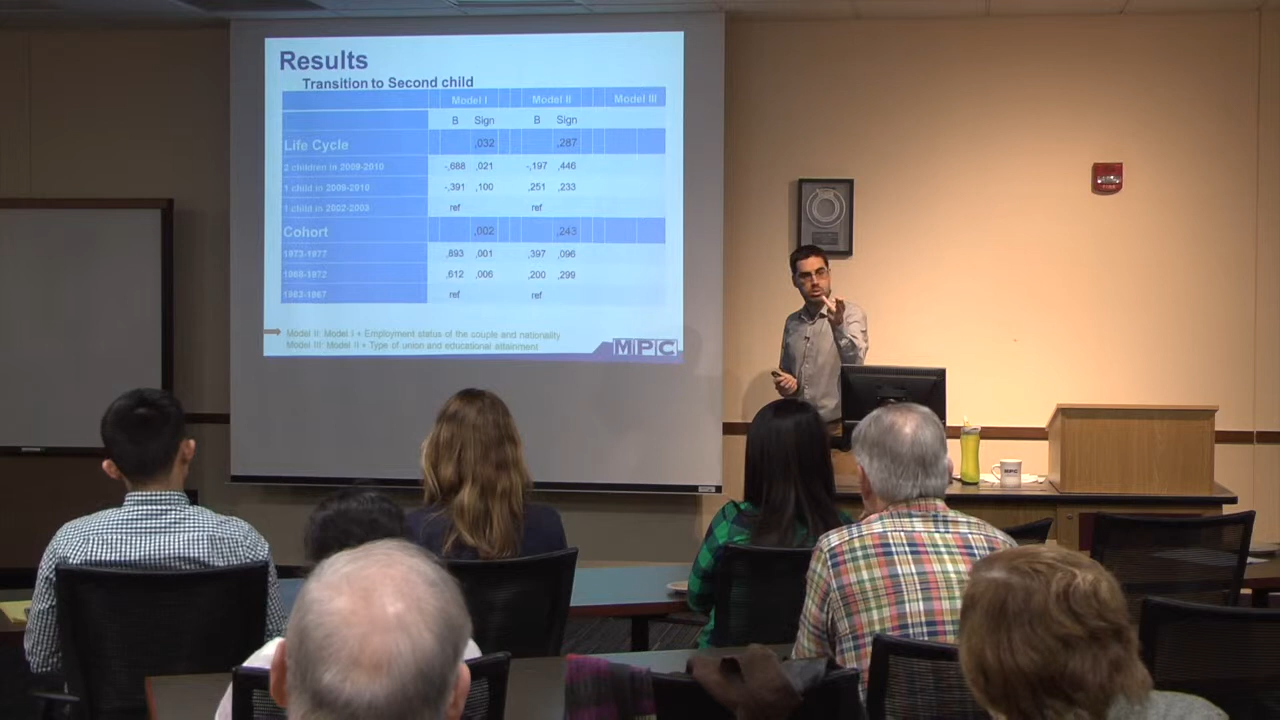 Results
Transition to Second child
Model I Model II Model III
B Sign B Sign
Life Cycle ,032 ,287
2 children in 2009-2010 -,688 ,021 -,197 ,446
1 child in 2009-2010 -,391 ,100 ,251 ,233
1 child in 2002-2003 ref ref
Cohort ,002 ,243
1973-1977 ,893 ,001 ,397 ,096
1968-1972 ,612 ,006 ,200 ,299
1963-1967 ref ref
Model II: Model I + Employment status of the couple and nationality
Model III: Model II + Type of union and educational attainment
MPC
MPC